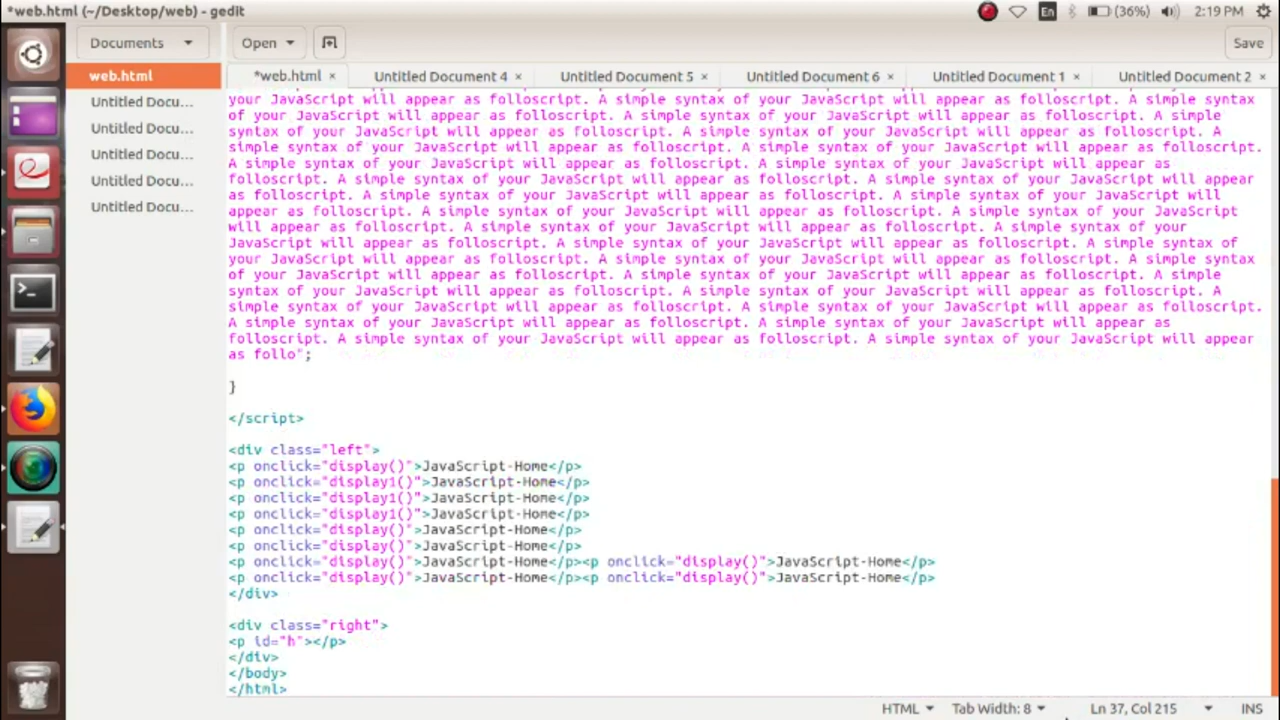 *web.html (~/Desktop/web) - gedit
En
(36%)
2:19 PM
Documents
Open
Save
web.html
Untitled Docu...
Untitled Docu...
Untitled Docu...
Untitled Docu...
Untitled Docu...
*web.html ×
Untitled Document 4 ×
Untitled Document 5 ×
Untitled Document 6 ×
Untitled Document 1 ×
Untitled Document 2 ×
your JavaScript will appear as folloscript. A simple syntax of your JavaScript will appear as folloscript. A simple syntax
of your JavaScript will appear as folloscript. A simple syntax of your JavaScript will appear as folloscript. A simple
syntax of your JavaScript will appear as folloscript. A simple syntax of your JavaScript will appear as folloscript. A
simple syntax of your JavaScript will appear as folloscript. A simple syntax of your JavaScript will appear as folloscript.
A simple syntax of your JavaScript will appear as folloscript. A simple syntax of your JavaScript will appear as
folloscript. A simple syntax of your JavaScript will appear as folloscript. A simple syntax of your JavaScript will appear
as folloscript. A simple syntax of your JavaScript will appear as folloscript. A simple syntax of your JavaScript will
appear as folloscript. A simple syntax of your JavaScript will appear as folloscript. A simple syntax of your JavaScript
will appear as folloscript. A simple syntax of your JavaScript will appear as folloscript. A simple syntax of your
JavaScript will appear as folloscript. A simple syntax of your JavaScript will appear as folloscript. A simple syntax of
your JavaScript will appear as folloscript. A simple syntax of your JavaScript will appear as folloscript. A simple syntax
of your JavaScript will appear as folloscript. A simple syntax of your JavaScript will appear as folloscript. A simple
syntax of your JavaScript will appear as folloscript. A simple syntax of your JavaScript will appear as folloscript. A
simple syntax of your JavaScript will appear as folloscript. A simple syntax of your JavaScript will appear as folloscript.
A simple syntax of your JavaScript will appear as folloscript. A simple syntax of your JavaScript will appear as
folloscript. A simple syntax of your JavaScript will appear as folloscript. A simple syntax of your JavaScript will appear
as follo";
}
</script>
<div class="left">
<p onclick="display()">JavaScript-Home</p>
<p onclick="display1()">JavaScript-Home</p>
<p onclick="display1()">JavaScript-Home</p>
<p onclick="display1()">JavaScript-Home</p>
<p onclick="display()">JavaScript-Home</p>
<p onclick="display()">JavaScript-Home</p>
<p onclick="display()">JavaScript-Home</p><p onclick="display()">JavaScript-Home</p>
<p onclick="display()">JavaScript-Home</p><p onclick="display()">JavaScript-Home</p>
</div>
<div class="right">
<p id="h"></p>
</div>
</body>
</html>
HTML
Tab Width: 8
Ln 37, Col 215
INS